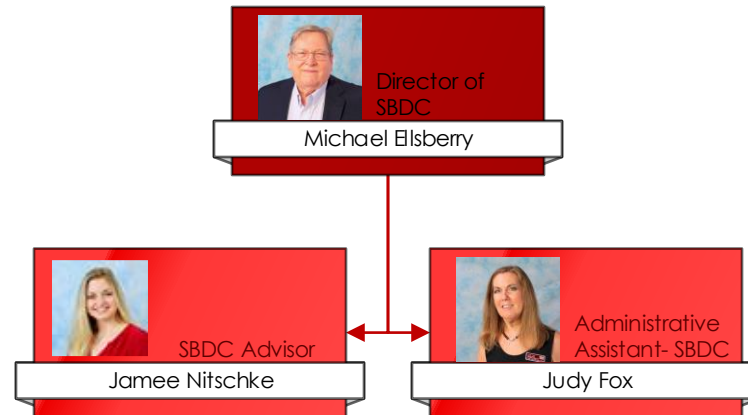 Director of
SBDC
Michael Ellsberry
SBDC Advisor
Jamee Nitschke
Administrative
Assistant- SBDC
Judy Fox